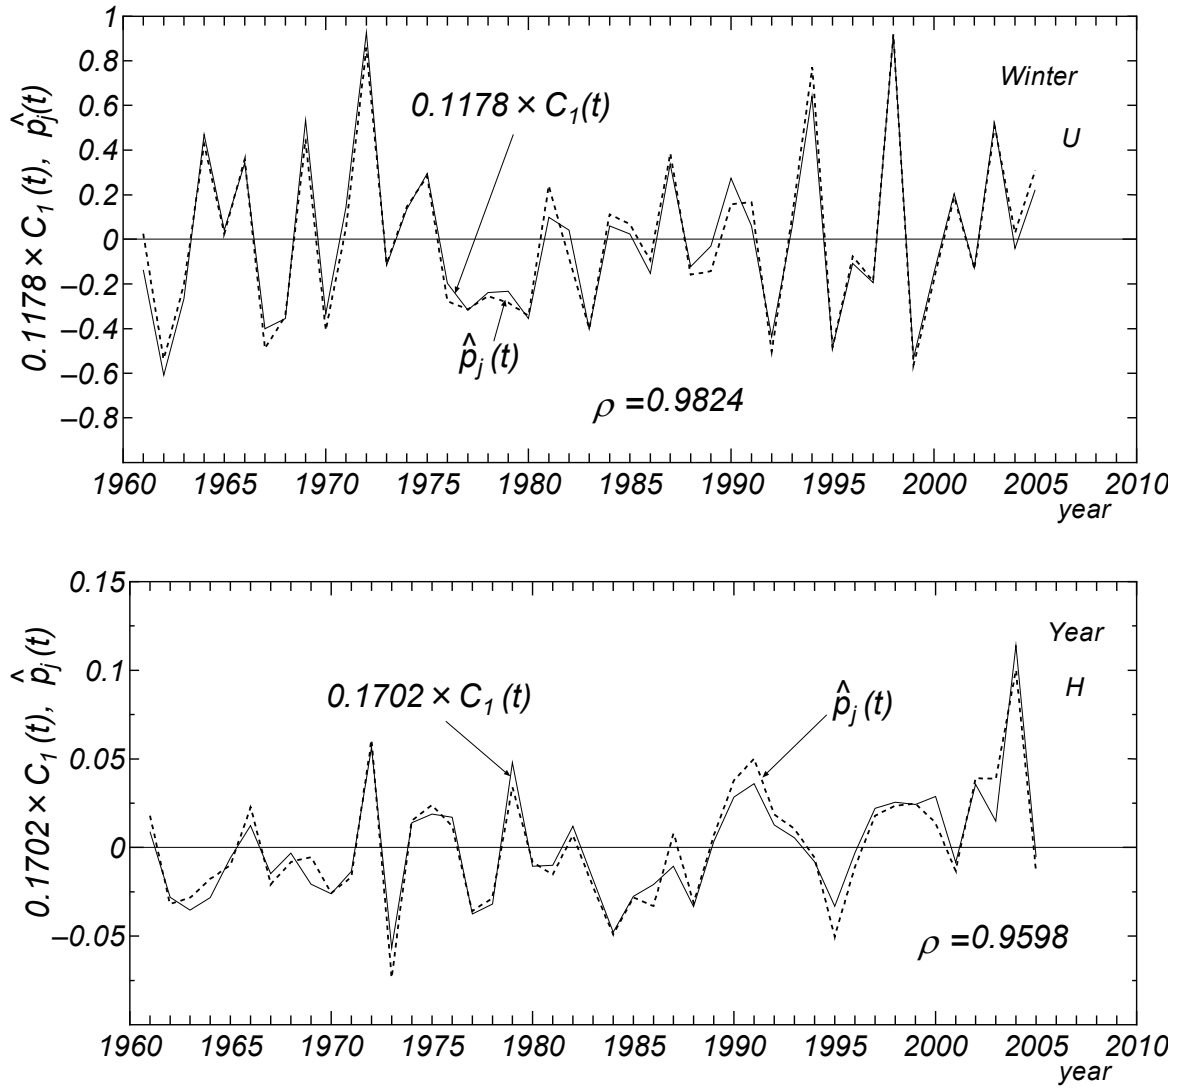 1
0.8
0.6
0.4
0.2
0
−0.2
−0.4
−0.6
−0.8
0.1178 × C₁(t), p̂ⱼ(t)
Winter
U
0.1178 × C₁(t)
p̂ⱼ(t)
ρ =0.9824
1960 1965 1970 1975 1980 1985 1990 1995 2000 2005 2010
year
0.15
0.1
0.05
0
−0.05
0.1702 × C₁(t), p̂ⱼ(t)
Year
H
0.1702 × C₁(t)
p̂ⱼ(t)
ρ =0.9598
1960 1965 1970 1975 1980 1985 1990 1995 2000 2005 2010
year